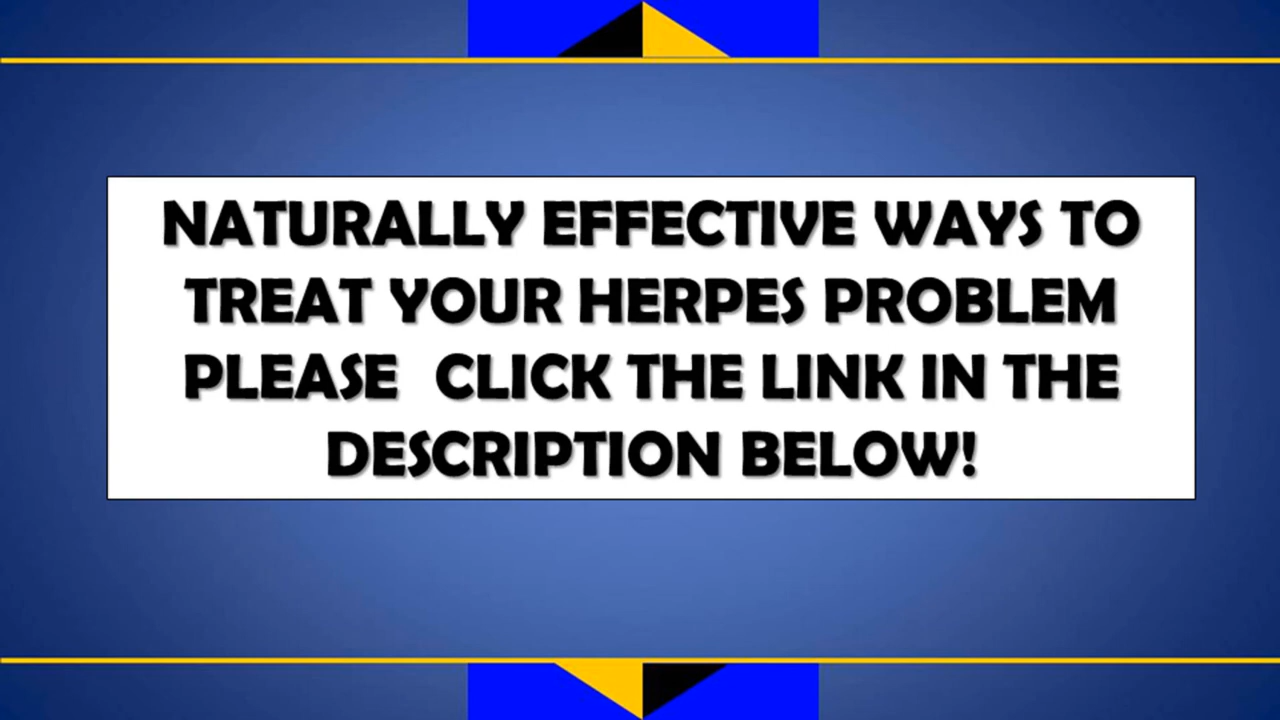 NATURALLY EFFECTIVE WAYS TO
TREAT YOUR HERPES PROBLEM
PLEASE CLICK THE LINK IN THE
DESCRIPTION BELOW!